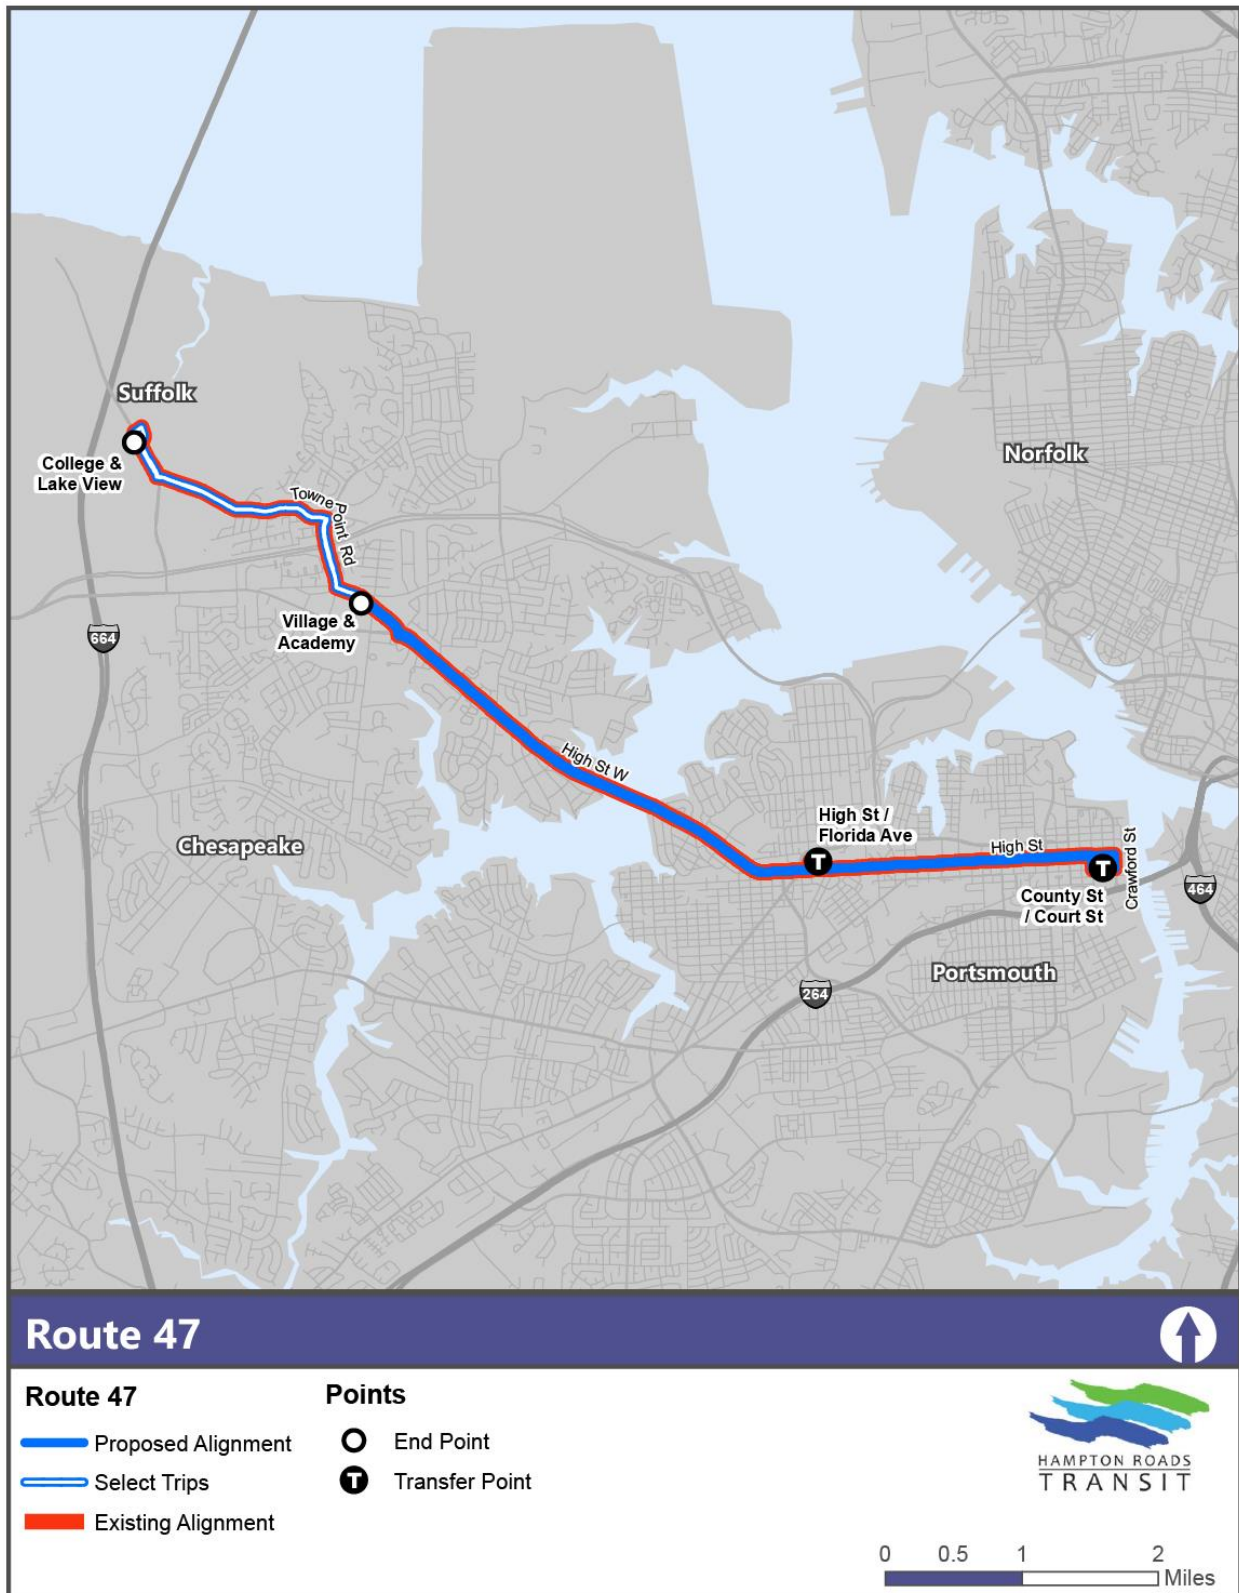 Suffolk
College &
Lake View
Towne Point Rd
Norfolk
Village &
Academy
664
High St W
High St /
Florida Ave
T
High St
T
Crawford St
County St
/ Court St
464
Chesapeake
Portsmouth
264
Route 47
Route 47
Points
Proposed Alignment
End Point
Select Trips
T
Transfer Point
Existing Alignment
HAMPTON ROADS
TRANSIT
0 0.5 1 2
Miles